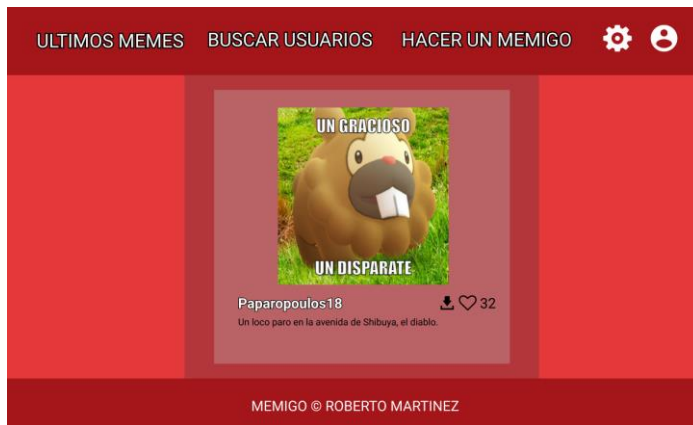 ULTIMOS MEMES BUSCAR USUARIOS HACER UN MEMIGO
UN GRACIOSO
UN DISPARATE
Paparopoulos18 32
Un loco paro en la avenida de Shibuya, el diablo.
MEMIGO © ROBERTO MARTINEZ